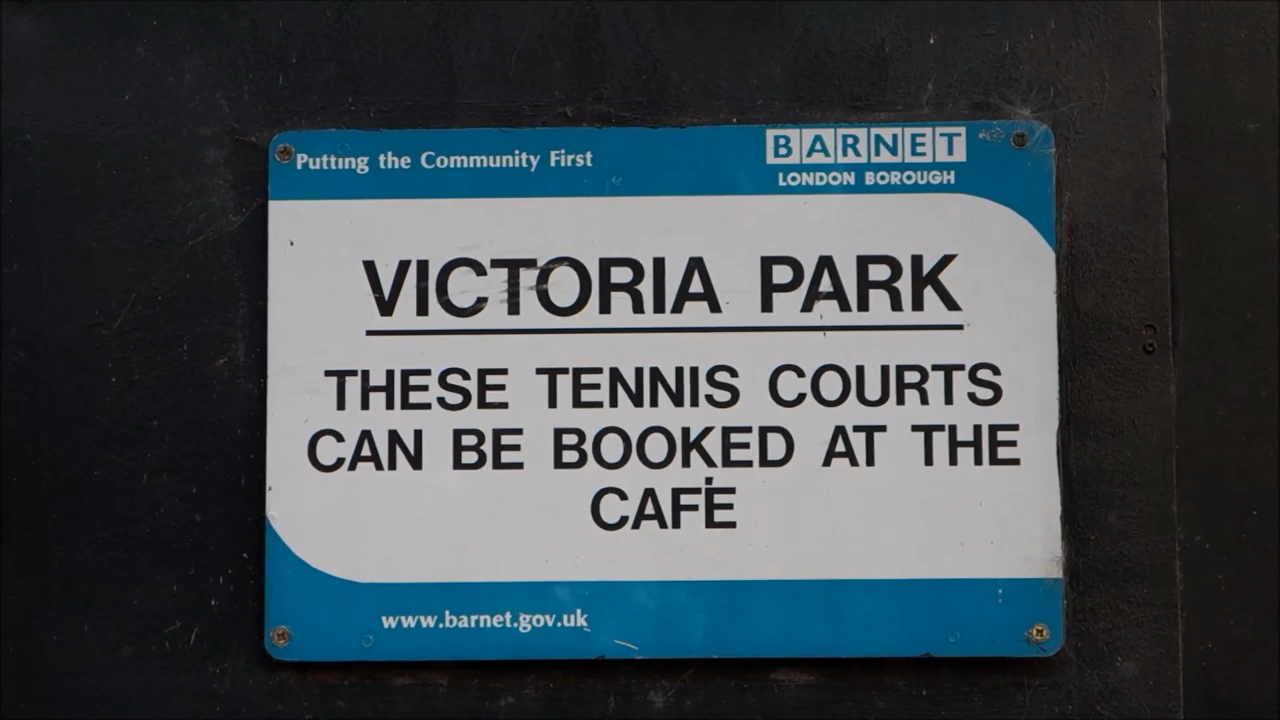 Putting the Community First
BARNET
LONDON BOROUGH
VICTORIA PARK
THESE TENNIS COURTS
CAN BE BOOKED AT THE
CAFĖ
www.barnet.gov.uk